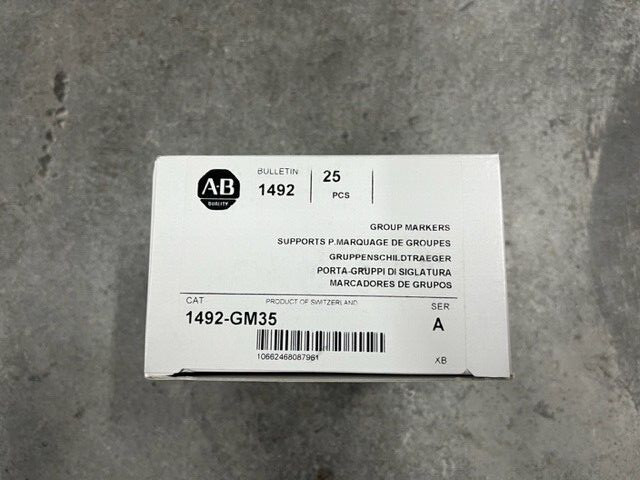 A-B
QUALITY
BULLETIN
1492
25
PCS
GROUP MARKERS
SUPPORTS P.MARQUAGE DE GROUPES
GRUPPENSCHILDTRAEGER
PORTA-GRUPPI DI SIGLATURA
MARCADORES DE GRUPOS
CAT
PRODUCT OF SWITZERLAND
SER
1492-GM35
A
10662468087961
XB